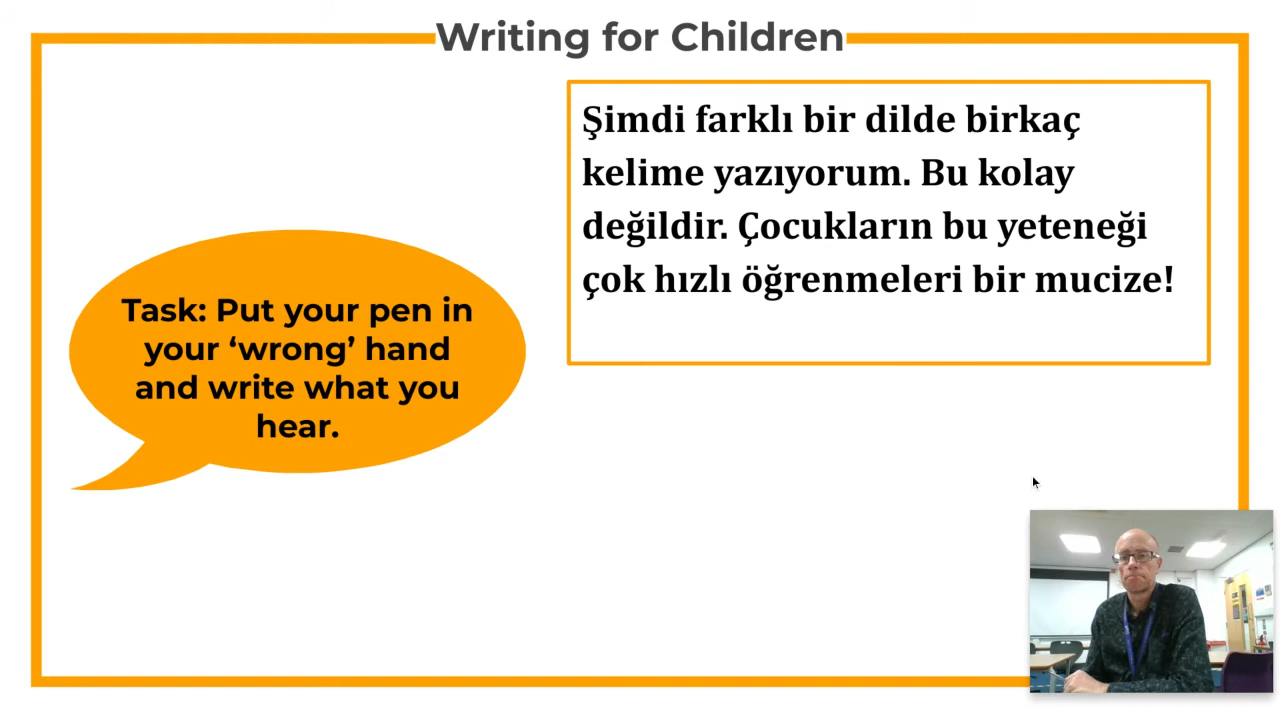 Writing for Children
Şimdi farklı bir dilde birkaç
kelime yazıyorum. Bu kolay
değildir. Çocukların bu yeteneği
çok hızlı öğrenmeleri bir mucize!
Task: Put your pen in
your ‘wrong’ hand
and write what you
hear.